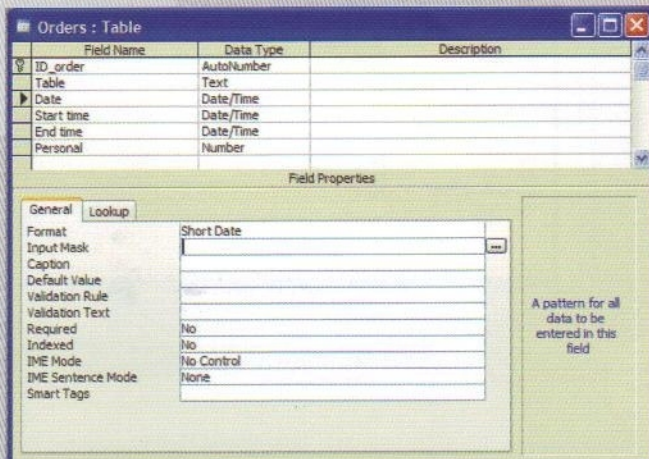 Orders : Table
Field Name Data Type Description
ID_order AutoNumber
Table Text
Date Date/Time
Start time Date/Time
End time Date/Time
Personal Number
Field Properties
General Lookup
Format Short Date
Input Mask ...
Caption
Default Value
Validation Rule
Validation Text
Required No
Indexed No
IME Mode No Control
IME Sentence Mode None
Smart Tags
A pattern for all
data to be
entered in this
field